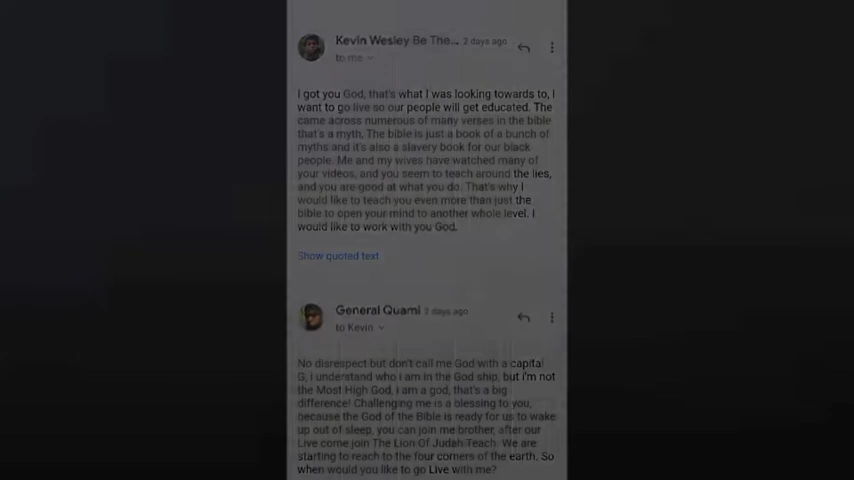 Kevin Wesley Be The... 2 days ago
to me
I got you God, that's what I was looking towards to, I
want to go live so our people will get educated. The
came across numerous of many verses in the bible
that's a myth. The bible is just a book of a bunch of
myths and it's also a slavery book for our black
people. Me and my wives have watched many of
your videos, and you seem to teach around the lies,
and you are good at what you do. That's why I
would like to teach you even more than just the
bible to open your mind to another whole level. I
would like to work with you God.
Show quoted text
General Quami 2 days ago
to Kevin
No disrespect but don't call me God with a capital
G, i understand who i am in the God ship, but i'm not
the Most High God, i am a god, that's a big
difference! Challenging me is a blessing to you,
because the God of the Bible is ready for us to wake
up out of sleep, you can join me brother, after our
Live come join The Lion Of Judah Teach. We are
starting to reach to the four corners of the earth. So
when would you like to go Live with me?